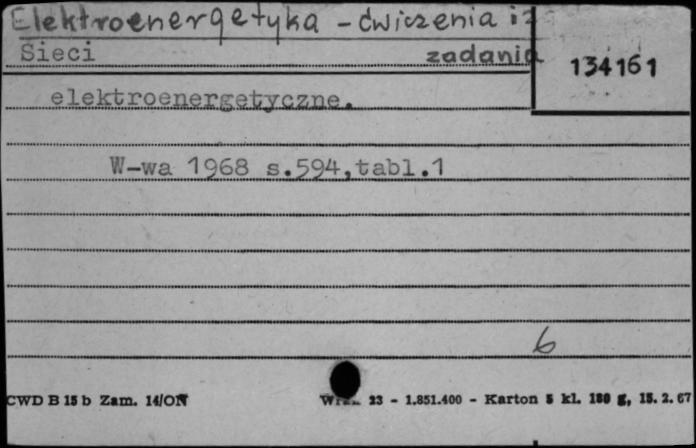 Elektroenergetyka - ćwiczenia i
Sieci zadania
134161
elektroenergetyczne.
W-wa 1968 s.594,tabl.1
6
CWD B 15 b Zam. 14/ON
23 - 1.851.400 - Karton 5 kl. 180 g, 15. 2. 67